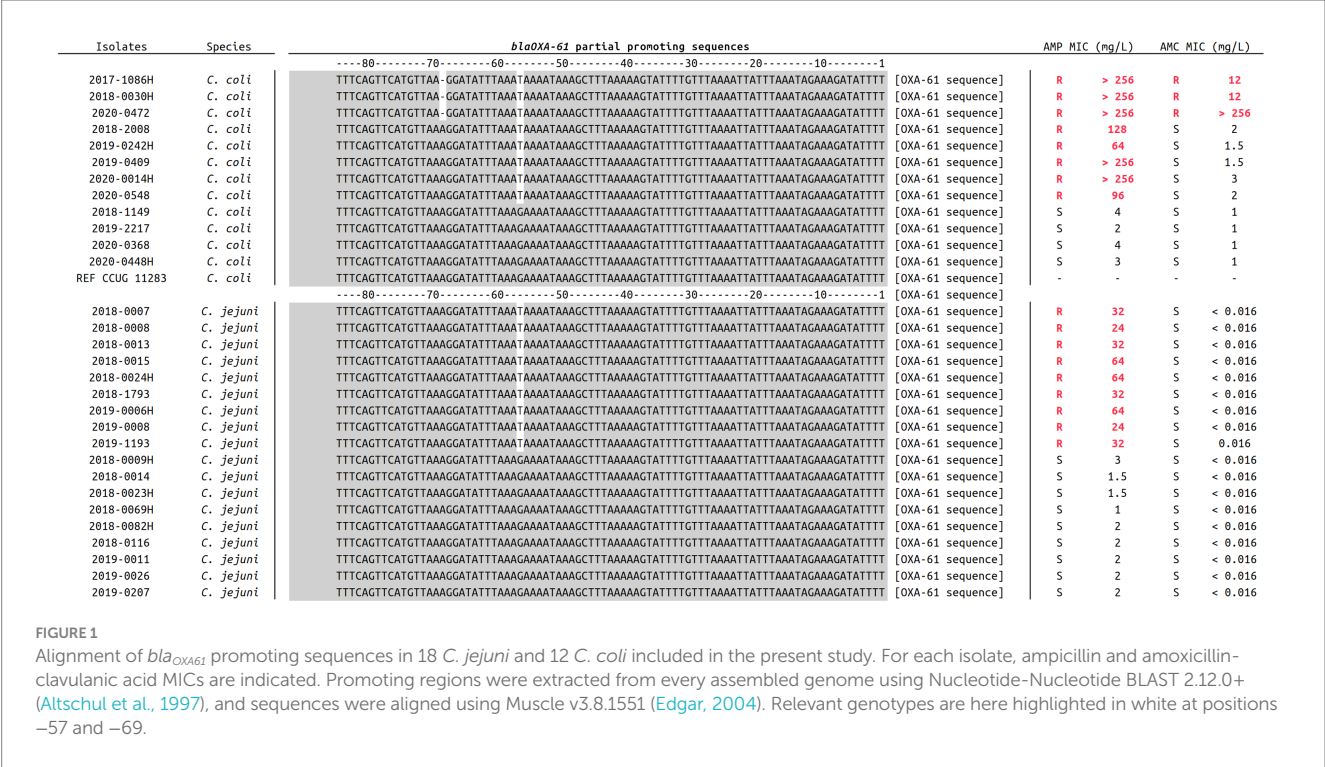 Isolates Species blaOXA-61 partial promoting sequences AMP MIC (mg/L) AMC MIC (mg/L)
----80--------70--------60--------50--------40--------30--------20--------10--------1
2017-1086H C. coli TTTCAGTTCATGTTAA-GGATATTTAAATAAAATAAAGCTTTAAAAAGTATTTTGTTTAAAATTATTTAAATAGAAAGATATTTT [OXA-61 sequence] R > 256 R 12
2018-0030H C. coli TTTCAGTTCATGTTAA-GGATATTTAAATAAAATAAAGCTTTAAAAAGTATTTTGTTTAAAATTATTTAAATAGAAAGATATTTT [OXA-61 sequence] R > 256 R 12
2020-0472 C. coli TTTCAGTTCATGTTAA-GGATATTTAAATAAAATAAAGCTTTAAAAAGTATTTTGTTTAAAATTATTTAAATAGAAAGATATTTT [OXA-61 sequence] R > 256 R > 256
2018-2008 C. coli TTTCAGTTCATGTTAAAGGATATTTAAATAAAATAAAGCTTTAAAAAGTATTTTGTTTAAAATTATTTAAATAGAAAGATATTTT [OXA-61 sequence] R 128 S 2
2019-0242H C. coli TTTCAGTTCATGTTAAAGGATATTTAAATAAAATAAAGCTTTAAAAAGTATTTTGTTTAAAATTATTTAAATAGAAAGATATTTT [OXA-61 sequence] R 64 S 1.5
2019-0409 C. coli TTTCAGTTCATGTTAAAGGATATTTAAATAAAATAAAGCTTTAAAAAGTATTTTGTTTAAAATTATTTAAATAGAAAGATATTTT [OXA-61 sequence] R > 256 S 1.5
2020-0014H C. coli TTTCAGTTCATGTTAAAGGATATTTAAATAAAATAAAGCTTTAAAAAGTATTTTGTTTAAAATTATTTAAATAGAAAGATATTTT [OXA-61 sequence] R > 256 S 3
2020-0548 C. coli TTTCAGTTCATGTTAAAGGATATTTAAATAAAATAAAGCTTTAAAAAGTATTTTGTTTAAAATTATTTAAATAGAAAGATATTTT [OXA-61 sequence] R 96 S 2
2018-1149 C. coli TTTCAGTTCATGTTAAAGGATATTTAAAGAAAATAAAGCTTTAAAAAGTATTTTGTTTAAAATTATTTAAATAGAAAGATATTTT [OXA-61 sequence] S 4 S 1
2019-2217 C. coli TTTCAGTTCATGTTAAAGGATATTTAAAGAAAATAAAGCTTTAAAAAGTATTTTGTTTAAAATTATTTAAATAGAAAGATATTTT [OXA-61 sequence] S 2 S 1
2020-0368 C. coli TTTCAGTTCATGTTAAAGGATATTTAAAGAAAATAAAGCTTTAAAAAGTATTTTGTTTAAAATTATTTAAATAGAAAGATATTTT [OXA-61 sequence] S 4 S 1
2020-0448H C. coli TTTCAGTTCATGTTAAAGGATATTTAAAGAAAATAAAGCTTTAAAAAGTATTTTGTTTAAAATTATTTAAATAGAAAGATATTTT [OXA-61 sequence] S 3 S 1
REF CCUG 11283 C. coli TTTCAGTTCATGTTAAAGGATATTTAAAGAAAATAAAGCTTTAAAAAGTATTTTGTTTAAAATTATTTAAATAGAAAGATATTTT [OXA-61 sequence] - - - -
----80--------70--------60--------50--------40--------30--------20--------10--------1 [OXA-61 sequence]
2018-0007 C. jejuni TTTCAGTTCATGTTAAAGGATATTTAAATAAAATAAAGCTTTAAAAAGTATTTTGTTTAAAATTATTTAAATAGAAAGATATTTT [OXA-61 sequence] R 32 S < 0.016
2018-0008 C. jejuni TTTCAGTTCATGTTAAAGGATATTTAAATAAAATAAAGCTTTAAAAAGTATTTTGTTTAAAATTATTTAAATAGAAAGATATTTT [OXA-61 sequence] R 24 S < 0.016
2018-0013 C. jejuni TTTCAGTTCATGTTAAAGGATATTTAAATAAAATAAAGCTTTAAAAAGTATTTTGTTTAAAATTATTTAAATAGAAAGATATTTT [OXA-61 sequence] R 32 S < 0.016
2018-0015 C. jejuni TTTCAGTTCATGTTAAAGGATATTTAAATAAAATAAAGCTTTAAAAAGTATTTTGTTTAAAATTATTTAAATAGAAAGATATTTT [OXA-61 sequence] R 64 S < 0.016
2018-0024H C. jejuni TTTCAGTTCATGTTAAAGGATATTTAAATAAAATAAAGCTTTAAAAAGTATTTTGTTTAAAATTATTTAAATAGAAAGATATTTT [OXA-61 sequence] R 64 S < 0.016
2018-1793 C. jejuni TTTCAGTTCATGTTAAAGGATATTTAAATAAAATAAAGCTTTAAAAAGTATTTTGTTTAAAATTATTTAAATAGAAAGATATTTT [OXA-61 sequence] R 32 S < 0.016
2019-0006H C. jejuni TTTCAGTTCATGTTAAAGGATATTTAAATAAAATAAAGCTTTAAAAAGTATTTTGTTTAAAATTATTTAAATAGAAAGATATTTT [OXA-61 sequence] R 64 S < 0.016
2019-0008 C. jejuni TTTCAGTTCATGTTAAAGGATATTTAAATAAAATAAAGCTTTAAAAAGTATTTTGTTTAAAATTATTTAAATAGAAAGATATTTT [OXA-61 sequence] R 24 S < 0.016
2019-1193 C. jejuni TTTCAGTTCATGTTAAAGGATATTTAAATAAAATAAAGCTTTAAAAAGTATTTTGTTTAAAATTATTTAAATAGAAAGATATTTT [OXA-61 sequence] R 32 S 0.016
2018-0009H C. jejuni TTTCAGTTCATGTTAAAGGATATTTAAAGAAAATAAAGCTTTAAAAAGTATTTTGTTTAAAATTATTTAAATAGAAAGATATTTT [OXA-61 sequence] S 3 S < 0.016
2018-0014 C. jejuni TTTCAGTTCATGTTAAAGGATATTTAAAGAAAATAAAGCTTTAAAAAGTATTTTGTTTAAAATTATTTAAATAGAAAGATATTTT [OXA-61 sequence] S 1.5 S < 0.016
2018-0023H C. jejuni TTTCAGTTCATGTTAAAGGATATTTAAAGAAAATAAAGCTTTAAAAAGTATTTTGTTTAAAATTATTTAAATAGAAAGATATTTT [OXA-61 sequence] S 1.5 S < 0.016
2018-0069H C. jejuni TTTCAGTTCATGTTAAAGGATATTTAAAGAAAATAAAGCTTTAAAAAGTATTTTGTTTAAAATTATTTAAATAGAAAGATATTTT [OXA-61 sequence] S 1 S < 0.016
2018-0082H C. jejuni TTTCAGTTCATGTTAAAGGATATTTAAAGAAAATAAAGCTTTAAAAAGTATTTTGTTTAAAATTATTTAAATAGAAAGATATTTT [OXA-61 sequence] S 2 S < 0.016
2018-0116 C. jejuni TTTCAGTTCATGTTAAAGGATATTTAAAGAAAATAAAGCTTTAAAAAGTATTTTGTTTAAAATTATTTAAATAGAAAGATATTTT [OXA-61 sequence] S 2 S < 0.016
2019-0011 C. jejuni TTTCAGTTCATGTTAAAGGATATTTAAAGAAAATAAAGCTTTAAAAAGTATTTTGTTTAAAATTATTTAAATAGAAAGATATTTT [OXA-61 sequence] S 2 S < 0.016
2019-0026 C. jejuni TTTCAGTTCATGTTAAAGGATATTTAAAGAAAATAAAGCTTTAAAAAGTATTTTGTTTAAAATTATTTAAATAGAAAGATATTTT [OXA-61 sequence] S 2 S < 0.016
2019-0207 C. jejuni TTTCAGTTCATGTTAAAGGATATTTAAAGAAAATAAAGCTTTAAAAAGTATTTTGTTTAAAATTATTTAAATAGAAAGATATTTT [OXA-61 sequence] S 2 S < 0.016
FIGURE 1
Alignment of blaOXA61 promoting sequences in 18 C. jejuni and 12 C. coli included in the present study. For each isolate, ampicillin and amoxicillin-
clavulanic acid MICs are indicated. Promoting regions were extracted from every assembled genome using Nucleotide-Nucleotide BLAST 2.12.0+
(Altschul et al., 1997), and sequences were aligned using Muscle v3.8.1551 (Edgar, 2004). Relevant genotypes are here highlighted in white at positions
−57 and −69.